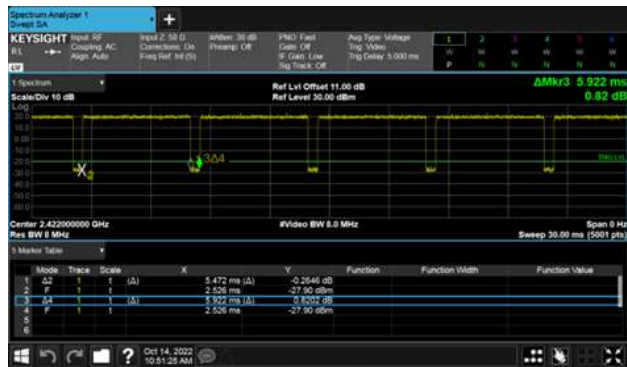 Spectrum Analyzer 1
Swept SA
+
KEYSIGHT Input: RF Input Z: 50 Ω #Atten: 30 dB PNO: Fast Avg Type: Voltage 1 2 3 4 5 6
RL Coupling: AC Corrections: On Preamp: Off Gate: Off Trig: Video W W W W W W
Align: Auto Freq Ref: Int (S) IF Gain: Low Trig Delay: 5.000 ms P N N N N N
Sig Track: Off
LW
1 Spectrum Ref Lvl Offset 11.00 dB ΔMkr3 5.922 ms
Scale/Div 10 dB Ref Level 30.00 dBm 0.82 dB
Log
20.0
10.0
0.00
X
3Δ4
Center 2.422000000 GHz #Video BW 8.0 MHz Span 0 Hz
Res BW 8 MHz Sweep 30.00 ms (5001 pts)
5 Marker Table
Mode Trace Scale X Y Function Function Width Function Value
1 Δ2 1 t (Δ) 5.472 ms (Δ) -0.2646 dB
2 F 1 t 2.526 ms -27.90 dBm
3 Δ4 1 t (Δ) 5.922 ms (Δ) 0.8202 dB
4 F 1 t 2.526 ms -27.90 dBm
5
6
? Oct 14, 2022
10:51:25 AM